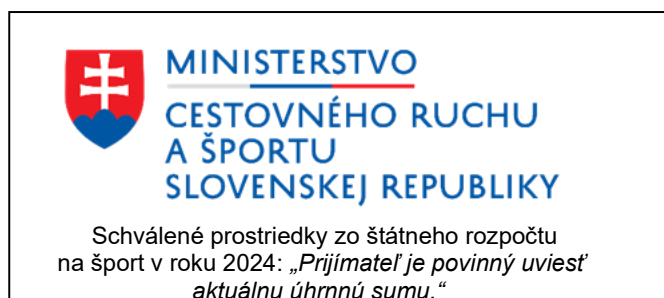 MINISTERSTVO
CESTOVNÉHO RUCHU
A ŠPORTU
SLOVENSKEJ REPUBLIKY
Schválené prostriedky zo štátneho rozpočtu
na šport v roku 2024: „Prijímateľ je povinný uviesť
aktuálnu úhrnnú sumu.“